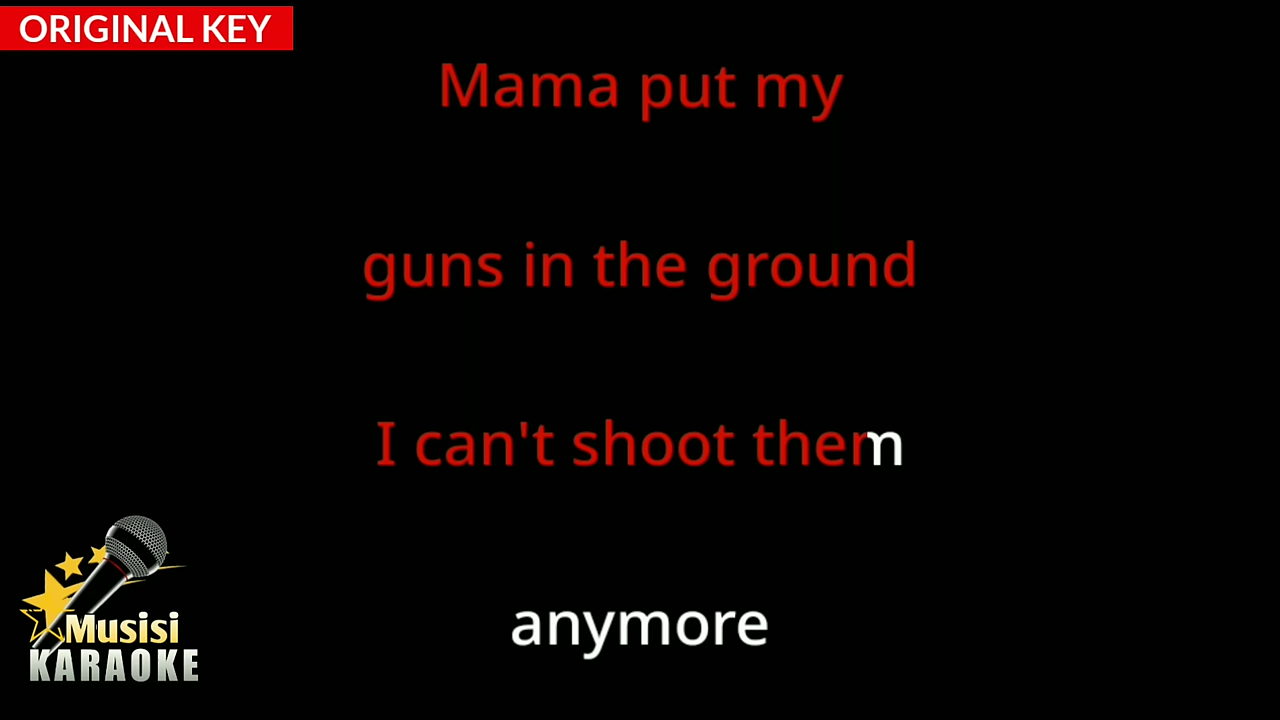 ORIGINAL KEY
Mama put my
guns in the ground
I can't shoot them
anymore
Musisi
KARAOKE